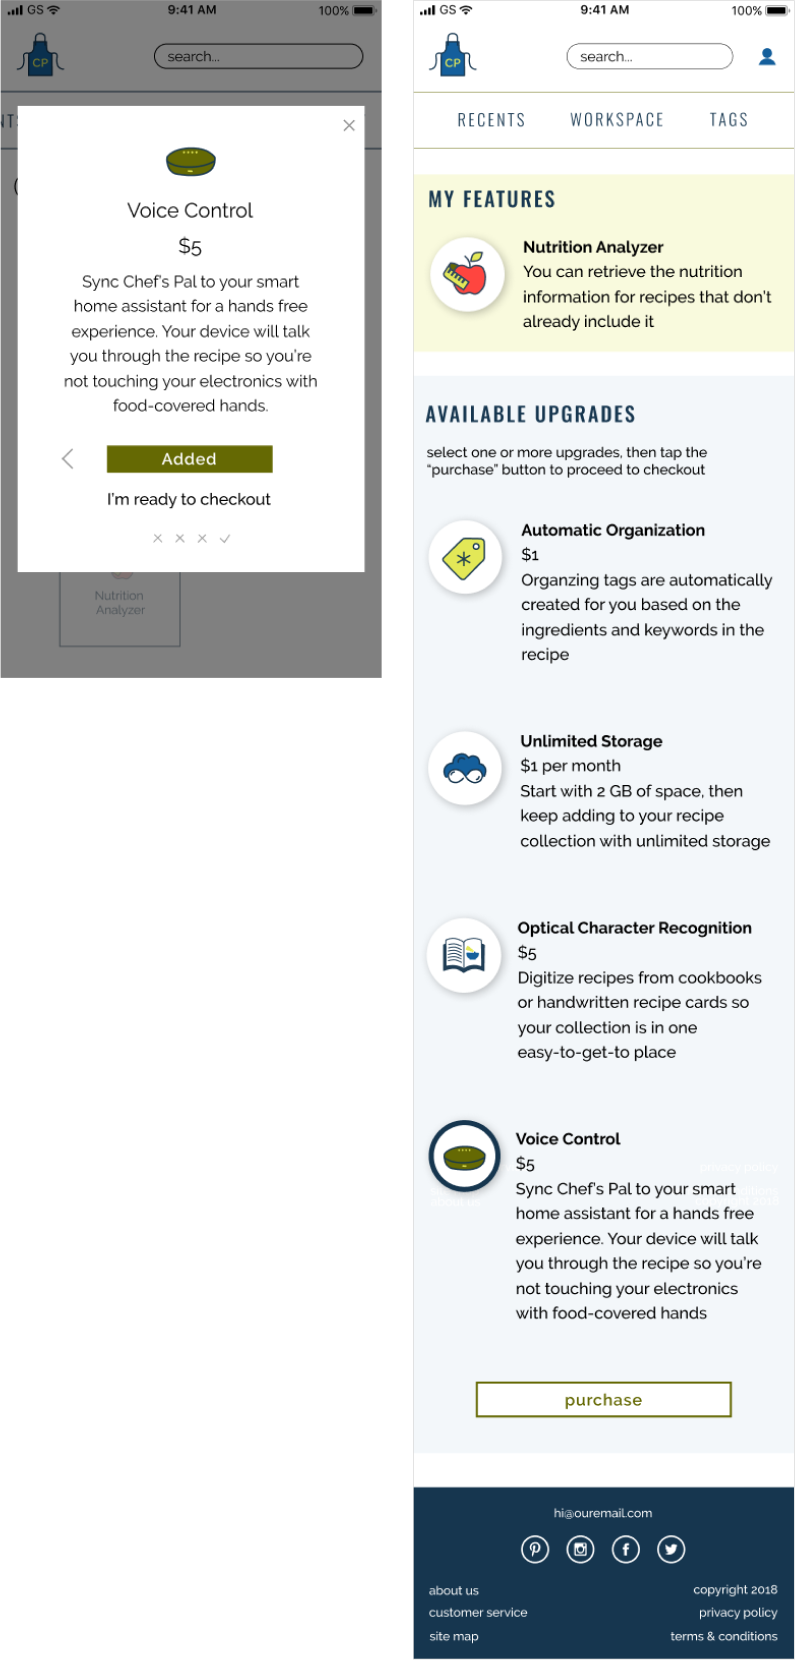 GS 9:41 AM 100%
CP
search...
NTS
Voice Control
$5
Sync Chef's Pal to your smart
home assistant for a hands free
experience. Your device will talk
you through the recipe so you're
not touching your electronics with
food-covered hands.
Added
I'm ready to checkout
Nutrition
Analyzer
GS 9:41 AM 100%
CP
search...
RECENTS WORKSPACE TAGS
MY FEATURES
Nutrition Analyzer
You can retrieve the nutrition
information for recipes that don't
already include it
AVAILABLE UPGRADES
select one or more upgrades, then tap the
"purchase" button to proceed to checkout
Automatic Organization
$1
Organzing tags are automatically
created for you based on the
ingredients and keywords in the
recipe
Unlimited Storage
$1 per month
Start with 2 GB of space, then
keep adding to your recipe
collection with unlimited storage
Optical Character Recognition
$5
Digitize recipes from cookbooks
or handwritten recipe cards so
your collection is in one
easy-to-get-to place
Voice Control
$5
privacy policy
Sync Chef's Pal to your smart
about us
home assistant for a hands free
experience. Your device will talk
you through the recipe so you're
not touching your electronics
with food-covered hands
purchase
hi@ouremail.com
about us copyright 2018
customer service privacy policy
site map terms & conditions